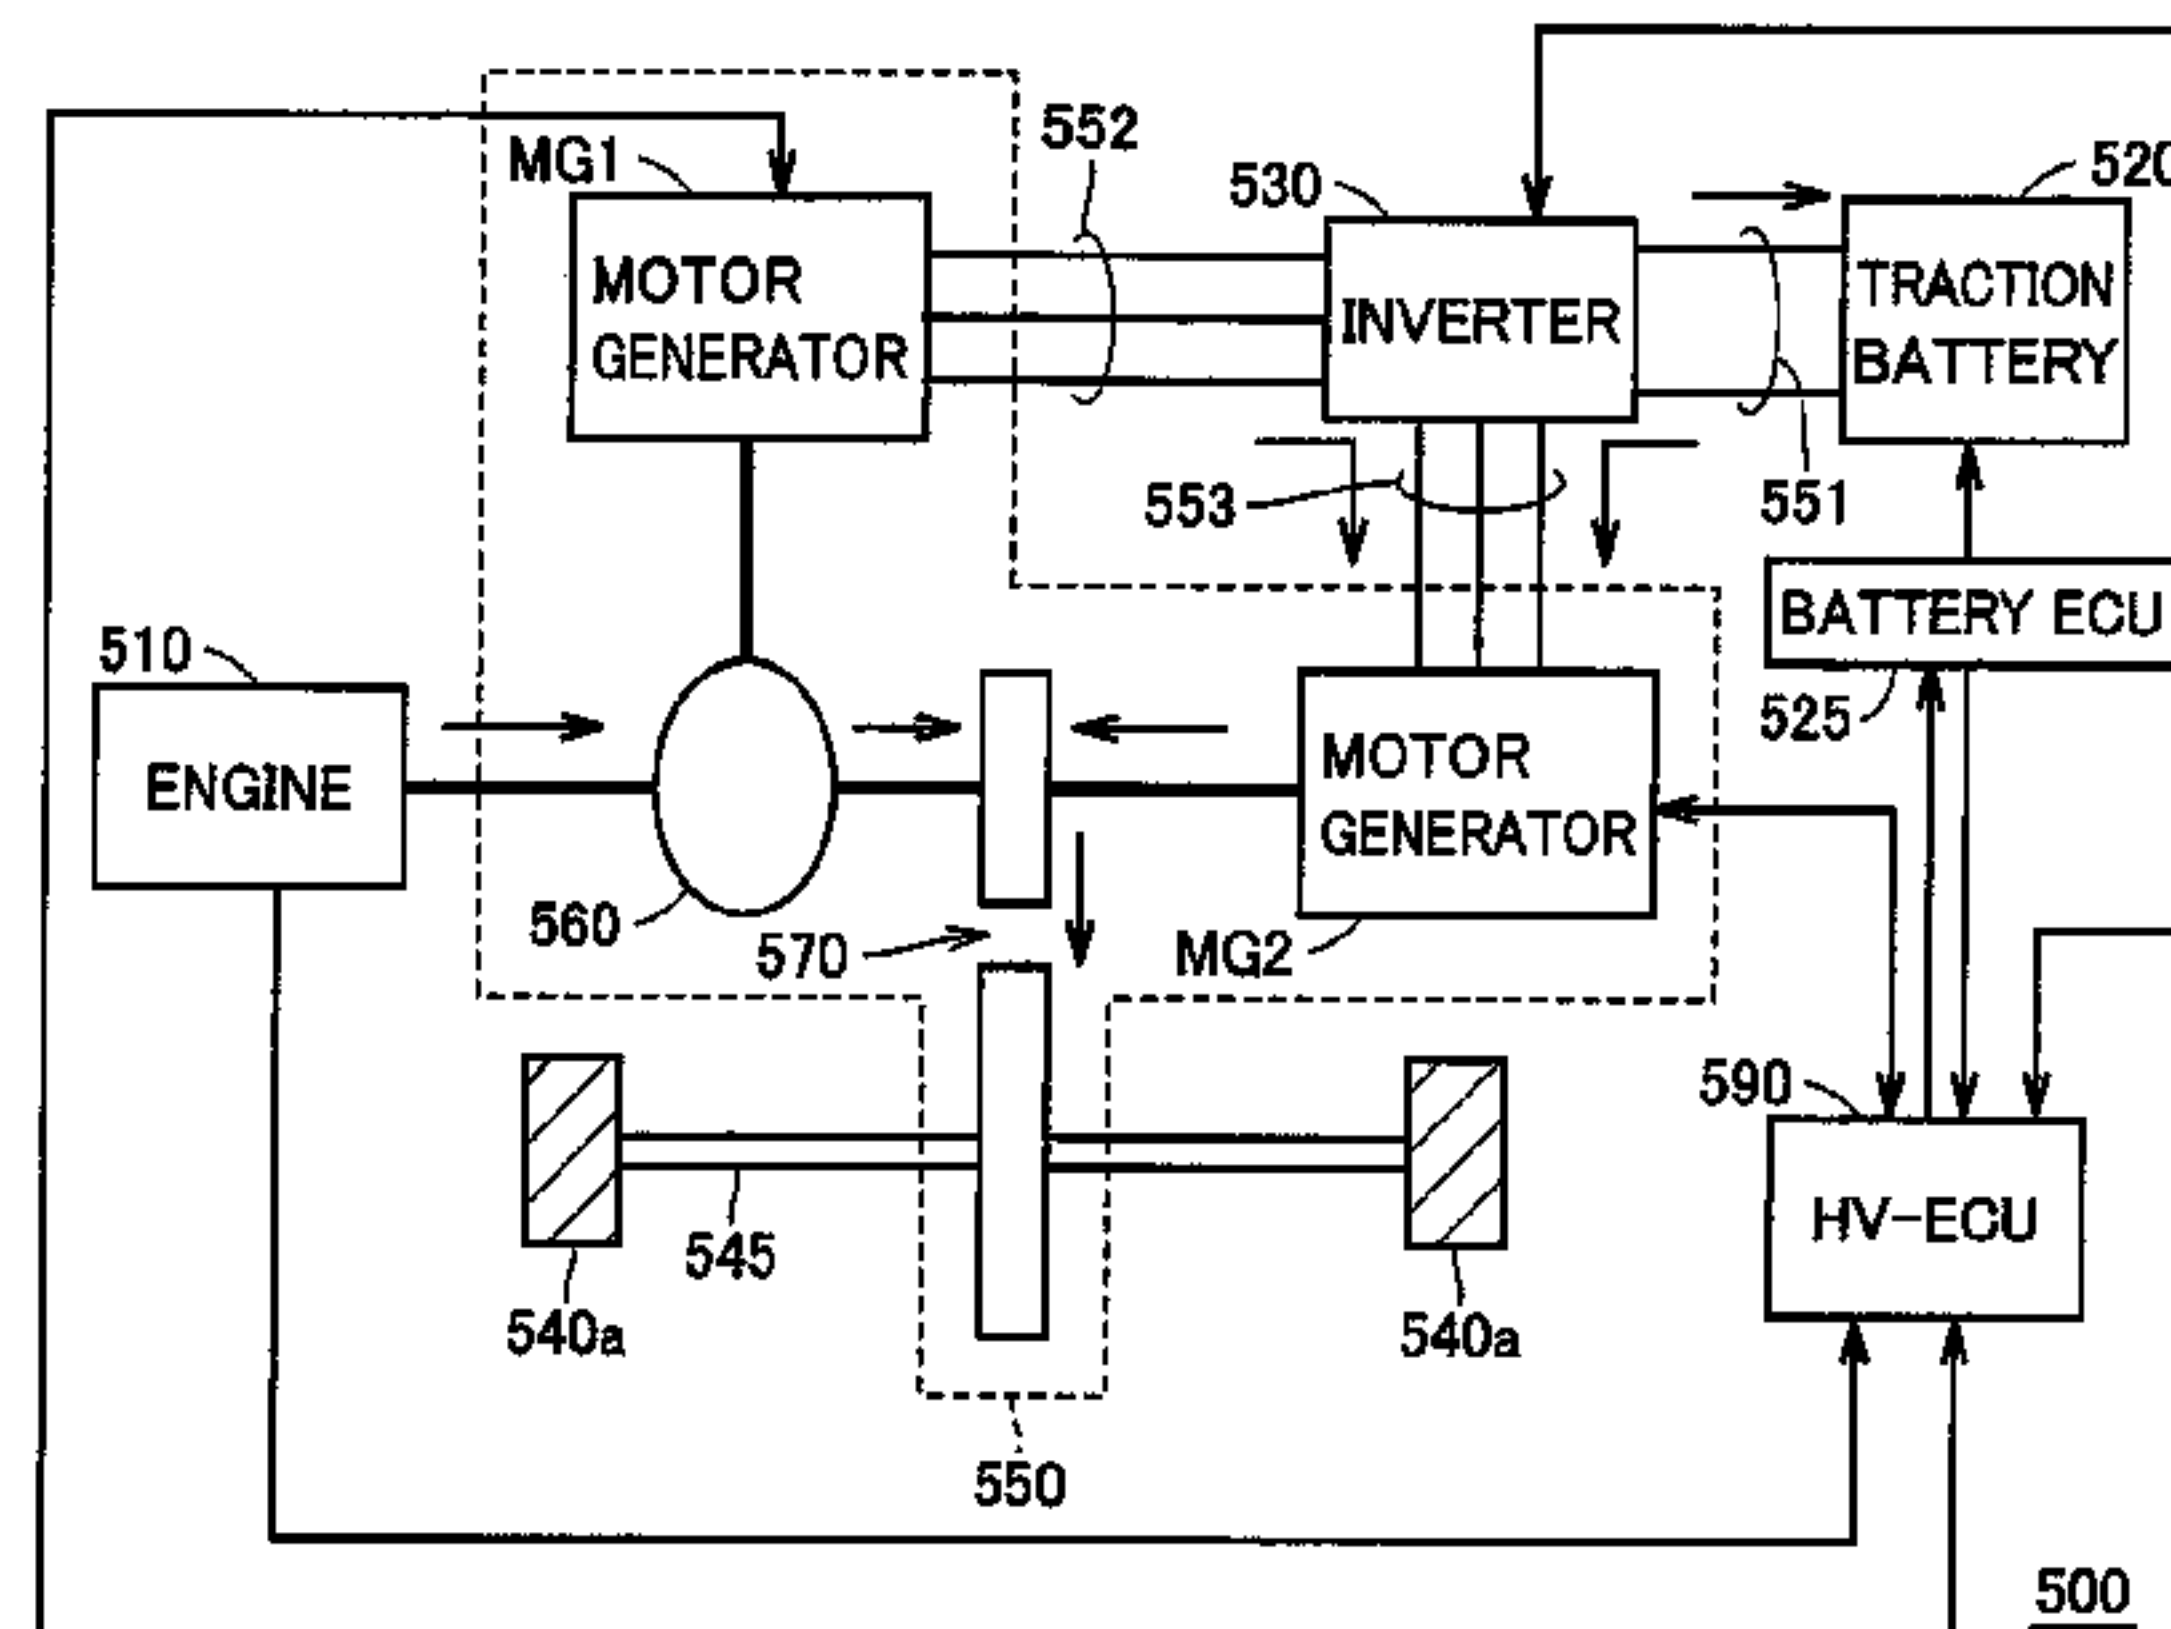 552
MG1
530
520
MOTOR
GENERATOR
INVERTER
TRACTION
BATTERY
553
551
510
BATTERY ECU
525
ENGINE
MOTOR
GENERATOR
560
570
MG2
590
HV-ECU
545
540a
540a
550
500